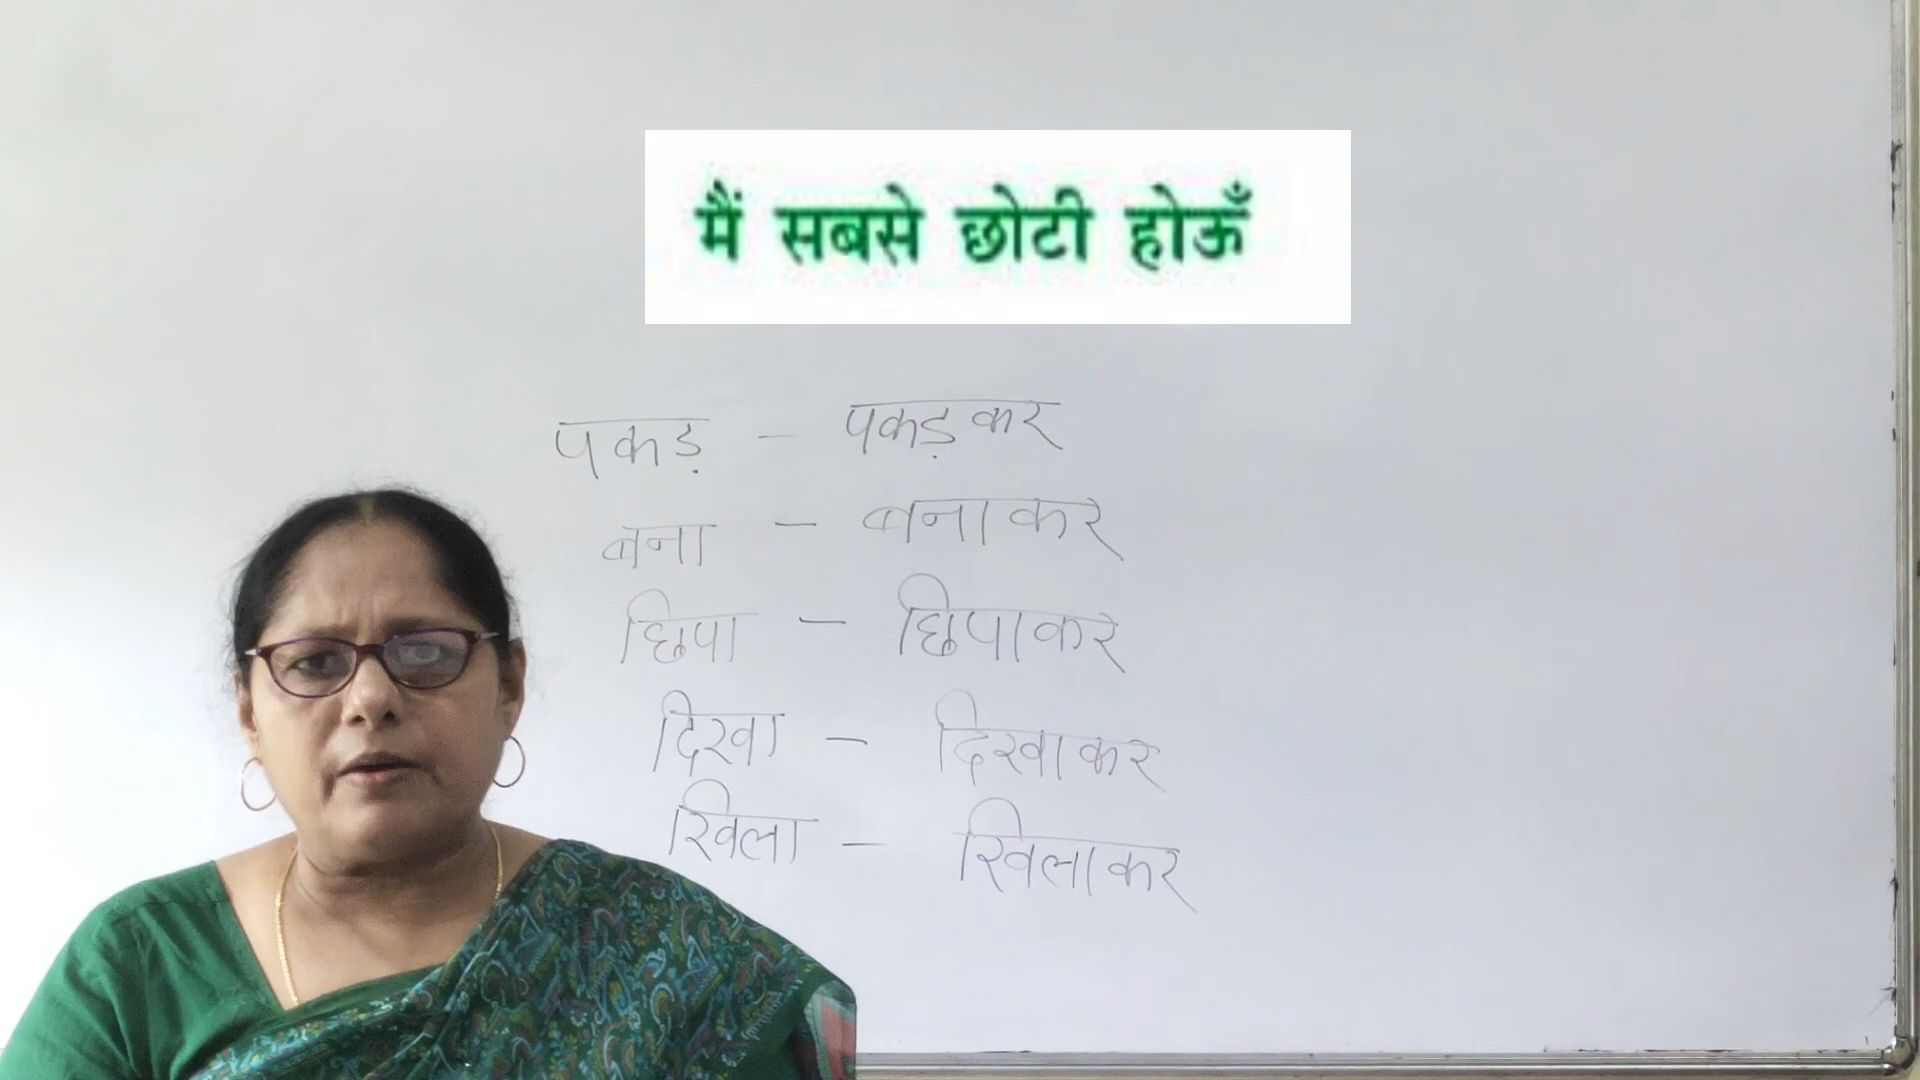 मैं सबसे छोटी होऊँ
पकड़ – पकड़कर
बना – बनाकर
छिपा – छिपाकर
दिखा – दिखाकर
खिला – खिलाकर